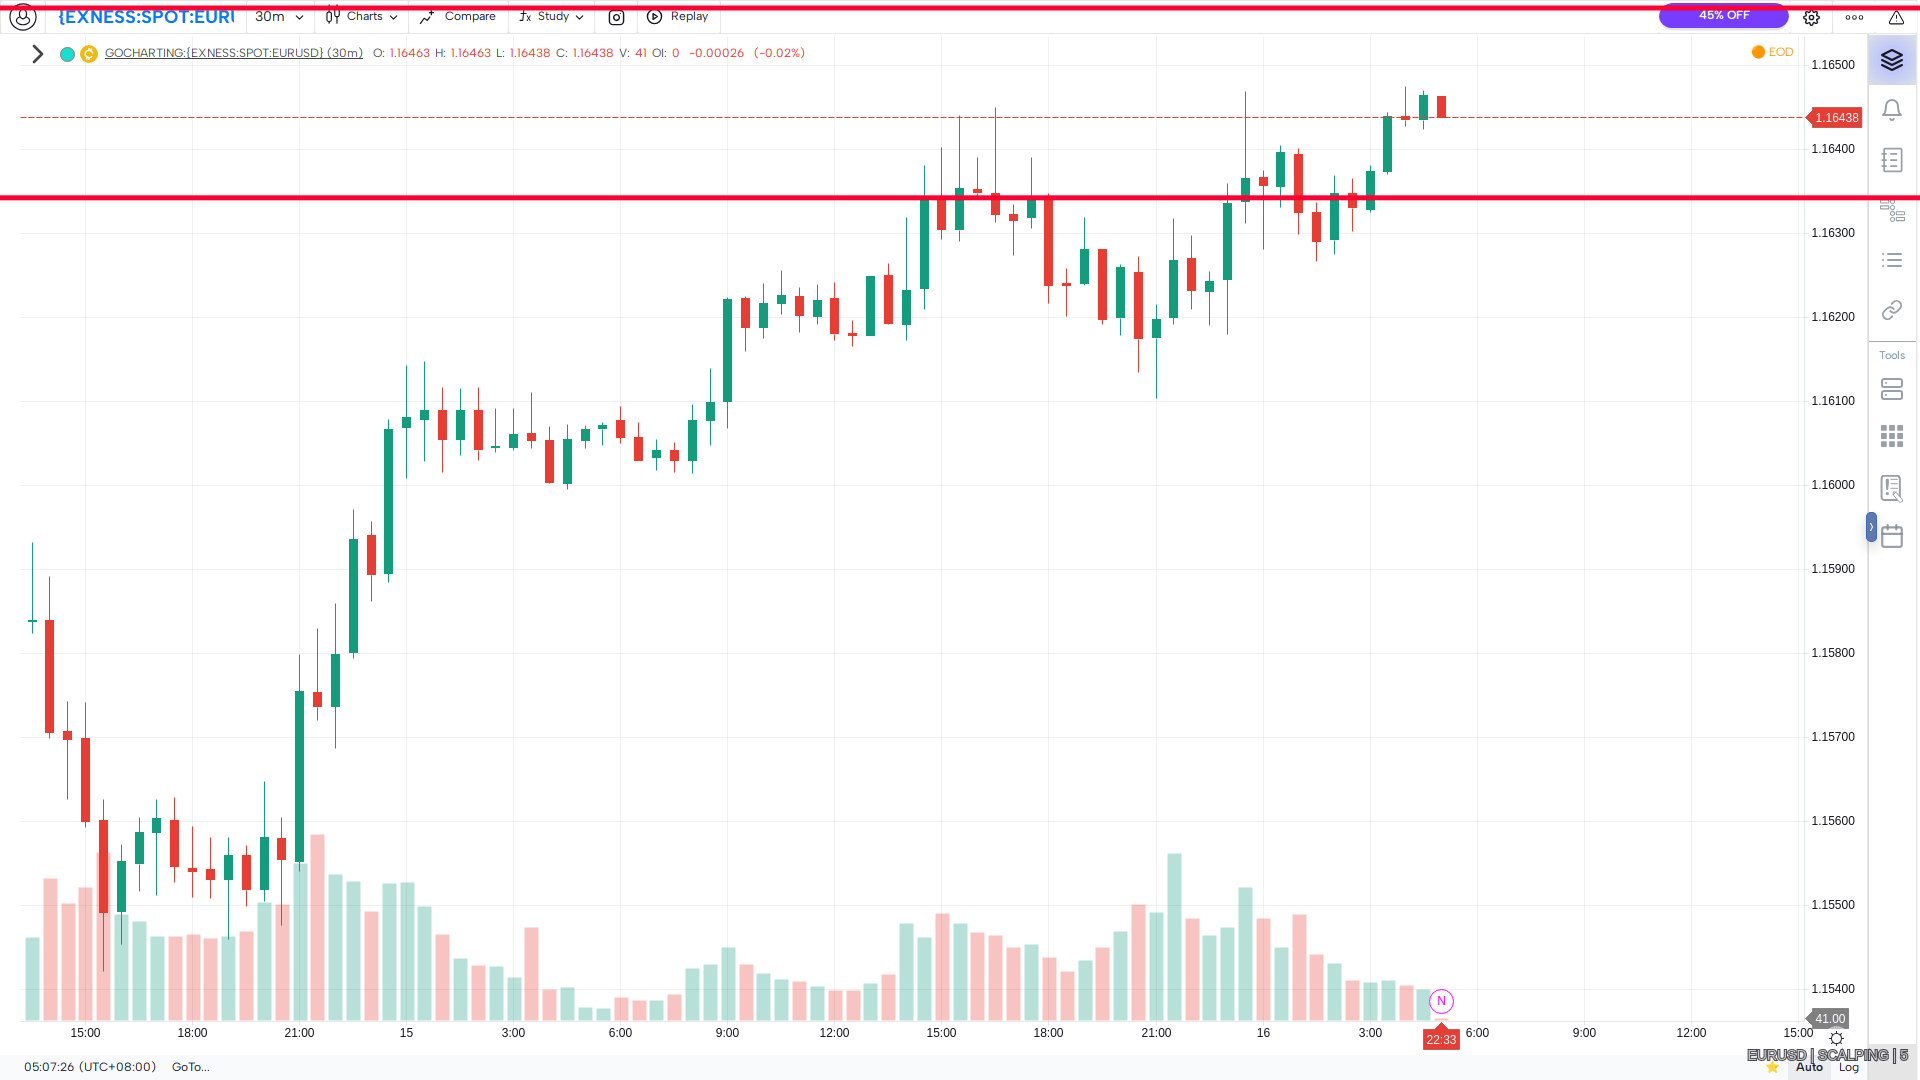 {EXNESS:SPOT:EURU 30m Charts Compare fx Study Replay 45% OFF
GOCHARTING:{EXNESS:SPOT:EURUSD} (30m) O: 1.16463 H: 1.16463 L: 1.16438 C: 1.16438 V: 41 OI: 0 -0.00026 (-0.02%) EOD
1.16500
1.16438
1.16400
1.16300
1.16200
1.16100
1.16000
1.15900
1.15800
1.15700
1.15600
1.15500
1.15400
Tools
N
41.00
15:00 18:00 21:00 15 3:00 6:00 9:00 12:00 15:00 18:00 21:00 16 3:00 6:00 9:00 12:00 15:00
22:33
EURUSD | SCALPING | 5
05:07:26 (UTC+08:00) GoTo... Auto Log